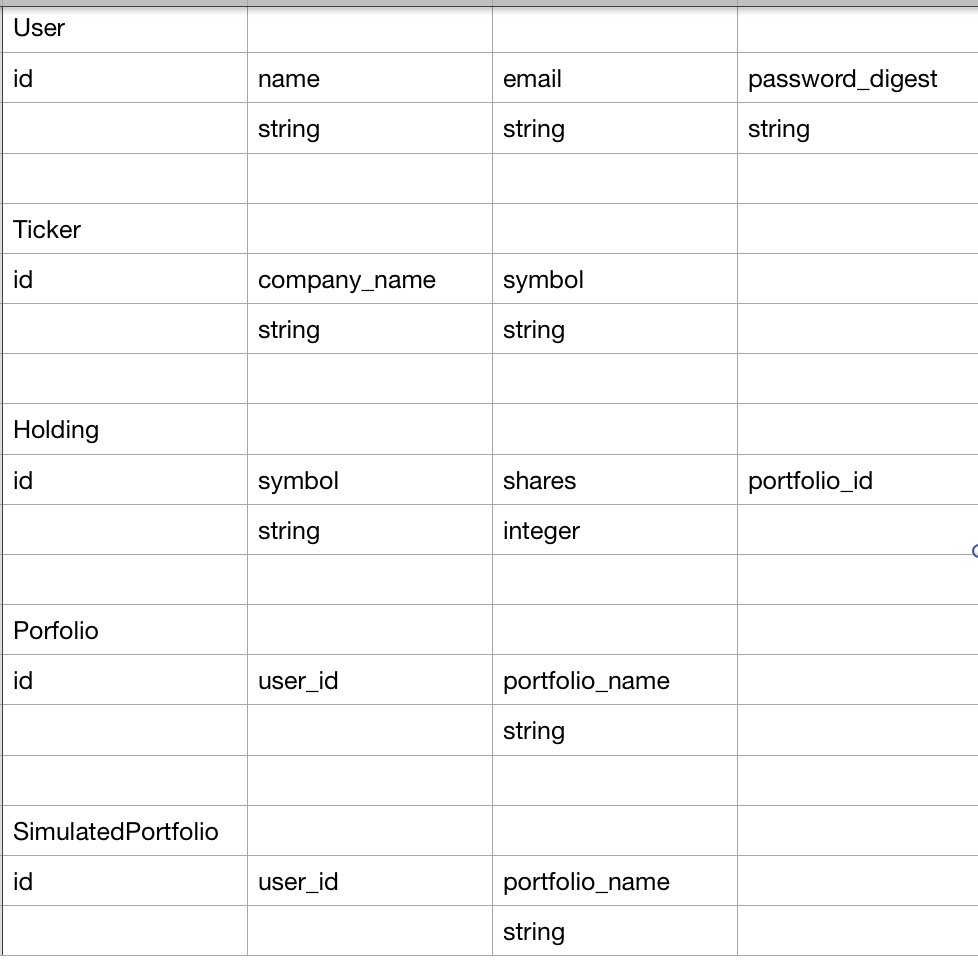 User
id name email password_digest
string string string
Ticker
id company_name symbol
string string
Holding
id symbol shares portfolio_id
string integer
Porfolio
id user_id portfolio_name
string
SimulatedPortfolio
id user_id portfolio_name
string